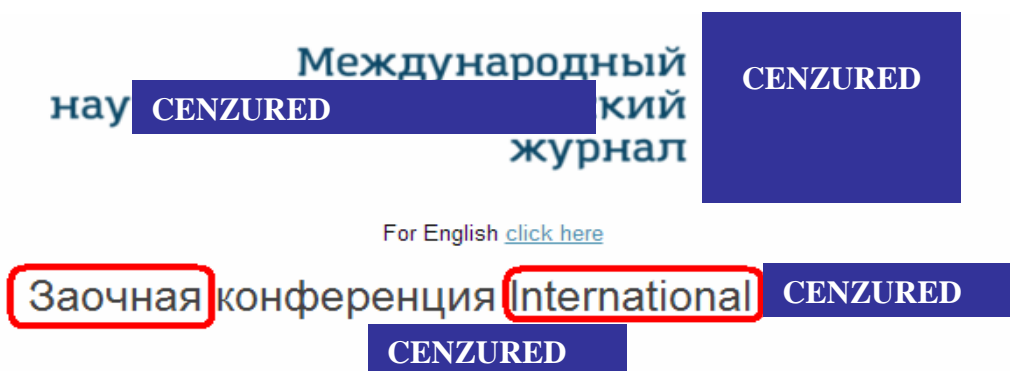 Международный
CENZURED
нау CENZURED кий
журнал
For English click here
Заочная конференция International CENZURED
CENZURED